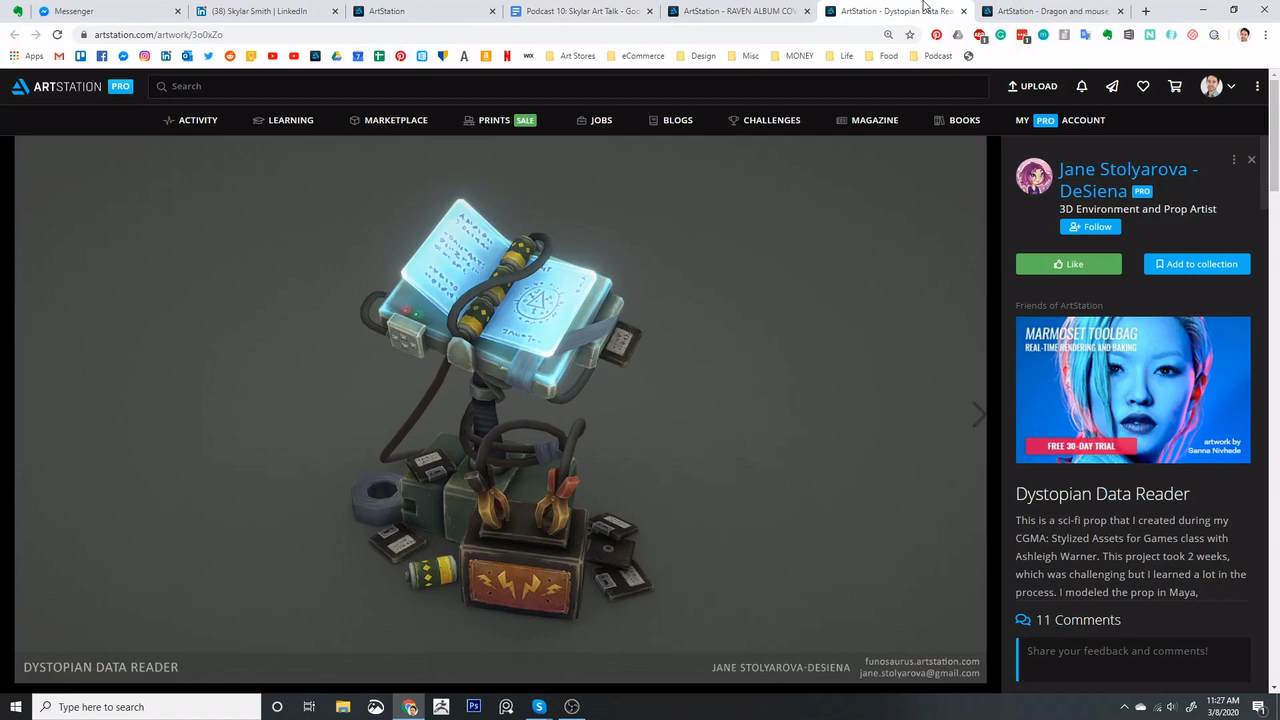 Messenger
(38) Skylar Smith | LinkedIn
ArtStation
Podcast 10: Skylar Art Talk - Goo
ArtStation - RAVEN ALBUM COV
ArtStation - Dystopian Data Rea
ArtStation - Dragon and mouse,
artstation.com/artwork/3o0xZo
Apps
Art Stores
eCommerce
Design
Misc
MONEY
Life
Food
Podcast
ARTSTATION PRO
Search
UPLOAD
ACTIVITY
LEARNING
MARKETPLACE
PRINTS SALE
JOBS
BLOGS
CHALLENGES
MAGAZINE
BOOKS
MY PRO ACCOUNT
Jane Stolyarova -
DeSiena PRO
3D Environment and Prop Artist
Follow
Like
Add to collection
Friends of ArtStation
MARMOSET TOOLBAG
REAL-TIME RENDERING AND BAKING
FREE 30-DAY TRIAL
artwork by
Sanna Nivhede
Dystopian Data Reader
This is a sci-fi prop that I created during my
CGMA: Stylized Assets for Games class with
Ashleigh Warner. This project took 2 weeks,
which was challenging but I learned a lot in the
process. I modeled the prop in Maya,
11 Comments
Share your feedback and comments!
DYSTOPIAN DATA READER
JANE STOLYAROVA-DESIENA
funosaurus.artstation.com
jane.stolyarova@gmail.com
Type here to search
11:27 AM
3/8/2020